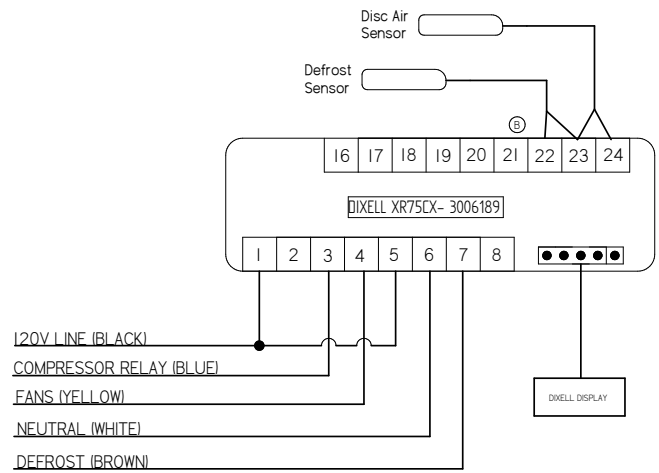 Disc Air
Sensor
Defrost
Sensor
B
16 17 18 19 20 21 22 23 24
DIXELL XR75CX- 3006189
1 2 3 4 5 6 7 8
120V LINE (BLACK)
COMPRESSOR RELAY (BLUE)
FANS (YELLOW)
DIXELL DISPLAY
NEUTRAL (WHITE)
DEFROST (BROWN)